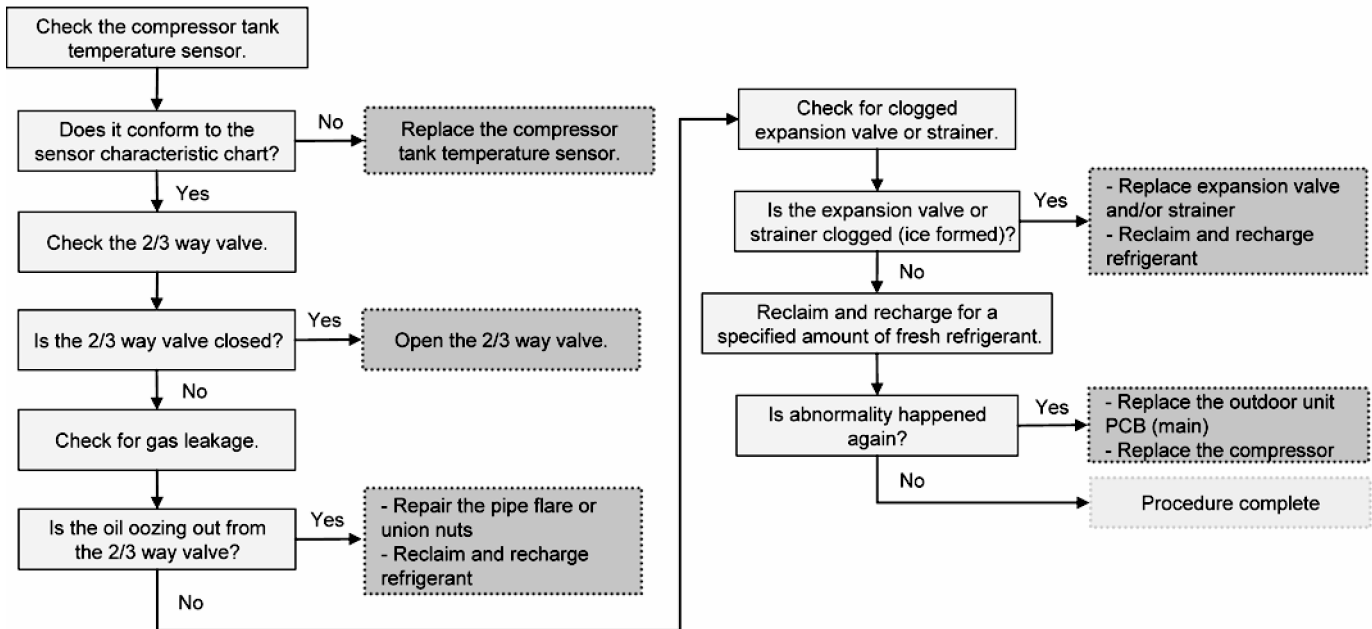 Check the compressor tank
temperature sensor.
Does it conform to the
sensor characteristic chart?
No
Replace the compressor
tank temperature sensor.
Yes
Check the 2/3 way valve.
Is the 2/3 way valve closed?
Yes
Open the 2/3 way valve.
No
Check for gas leakage.
Is the oil oozing out from
the 2/3 way valve?
Yes
- Repair the pipe flare or
union nuts
- Reclaim and recharge
refrigerant
No
Check for clogged
expansion valve or strainer.
Is the expansion valve or
strainer clogged (ice formed)?
Yes
- Replace expansion valve
and/or strainer
- Reclaim and recharge
refrigerant
No
Reclaim and recharge for a
specified amount of fresh refrigerant.
Is abnormality happened
again?
Yes
- Replace the outdoor unit
PCB (main)
- Replace the compressor
No
Procedure complete